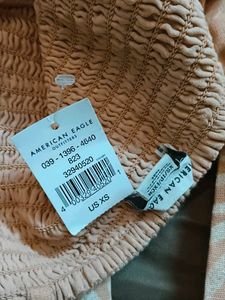 AMERICAN EAGLE
OUTFITTERS
039 - 1396 - 4640
823
32940520
US XS
AMERICAN EAG